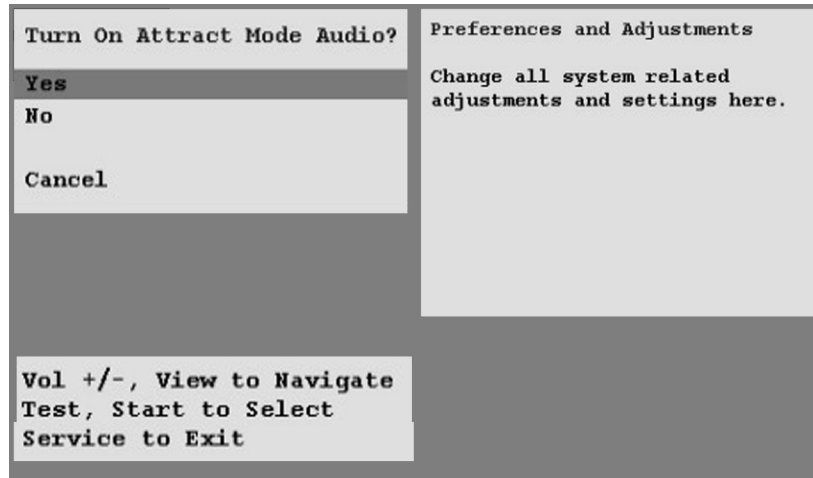 Turn On Attract Mode Audio?
Yes
No
Cancel
Preferences and Adjustments
Change all system related
adjustments and settings here.
Vol +/-, View to Navigate
Test, Start to Select
Service to Exit